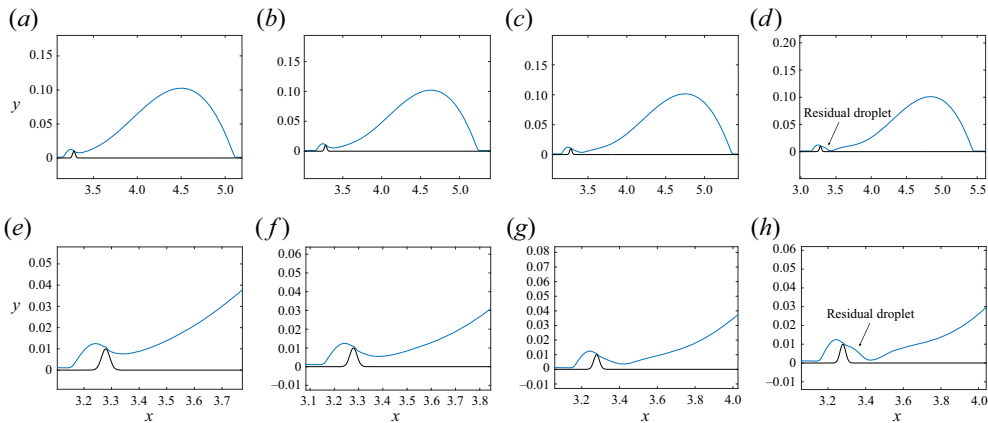 (a) (b) (c) (d)
0.15 0.15 0.15 0.20
0.15
y 0.10 0.10 0.10 0.10 Residual droplet
0.05 0.05 0.05 0.05
0 0 0 0
3.5 4.0 4.5 5.0 3.5 4.0 4.5 5.0 3.5 4.0 4.5 5.0 3.0 3.5 4.0 4.5 5.0 5.5
(e) (f) (g) (h)
0.05 0.06 0.08 0.06
0.04 0.05 0.07 0.05
0.03 0.04 0.06 0.04
y 0.02 0.03 0.05 0.03 Residual droplet
0.01 0.02 0.04 0.02
0 0.01 0.03 0.01
0 0.02 0
–0.01 0.01 –0.01
0
–0.01
3.2 3.3 3.4 3.5 3.6 3.7 3.1 3.2 3.3 3.4 3.5 3.6 3.7 3.8 3.2 3.4 3.6 3.8 4.0 3.2 3.4 3.6 3.8 4.0
x x x x